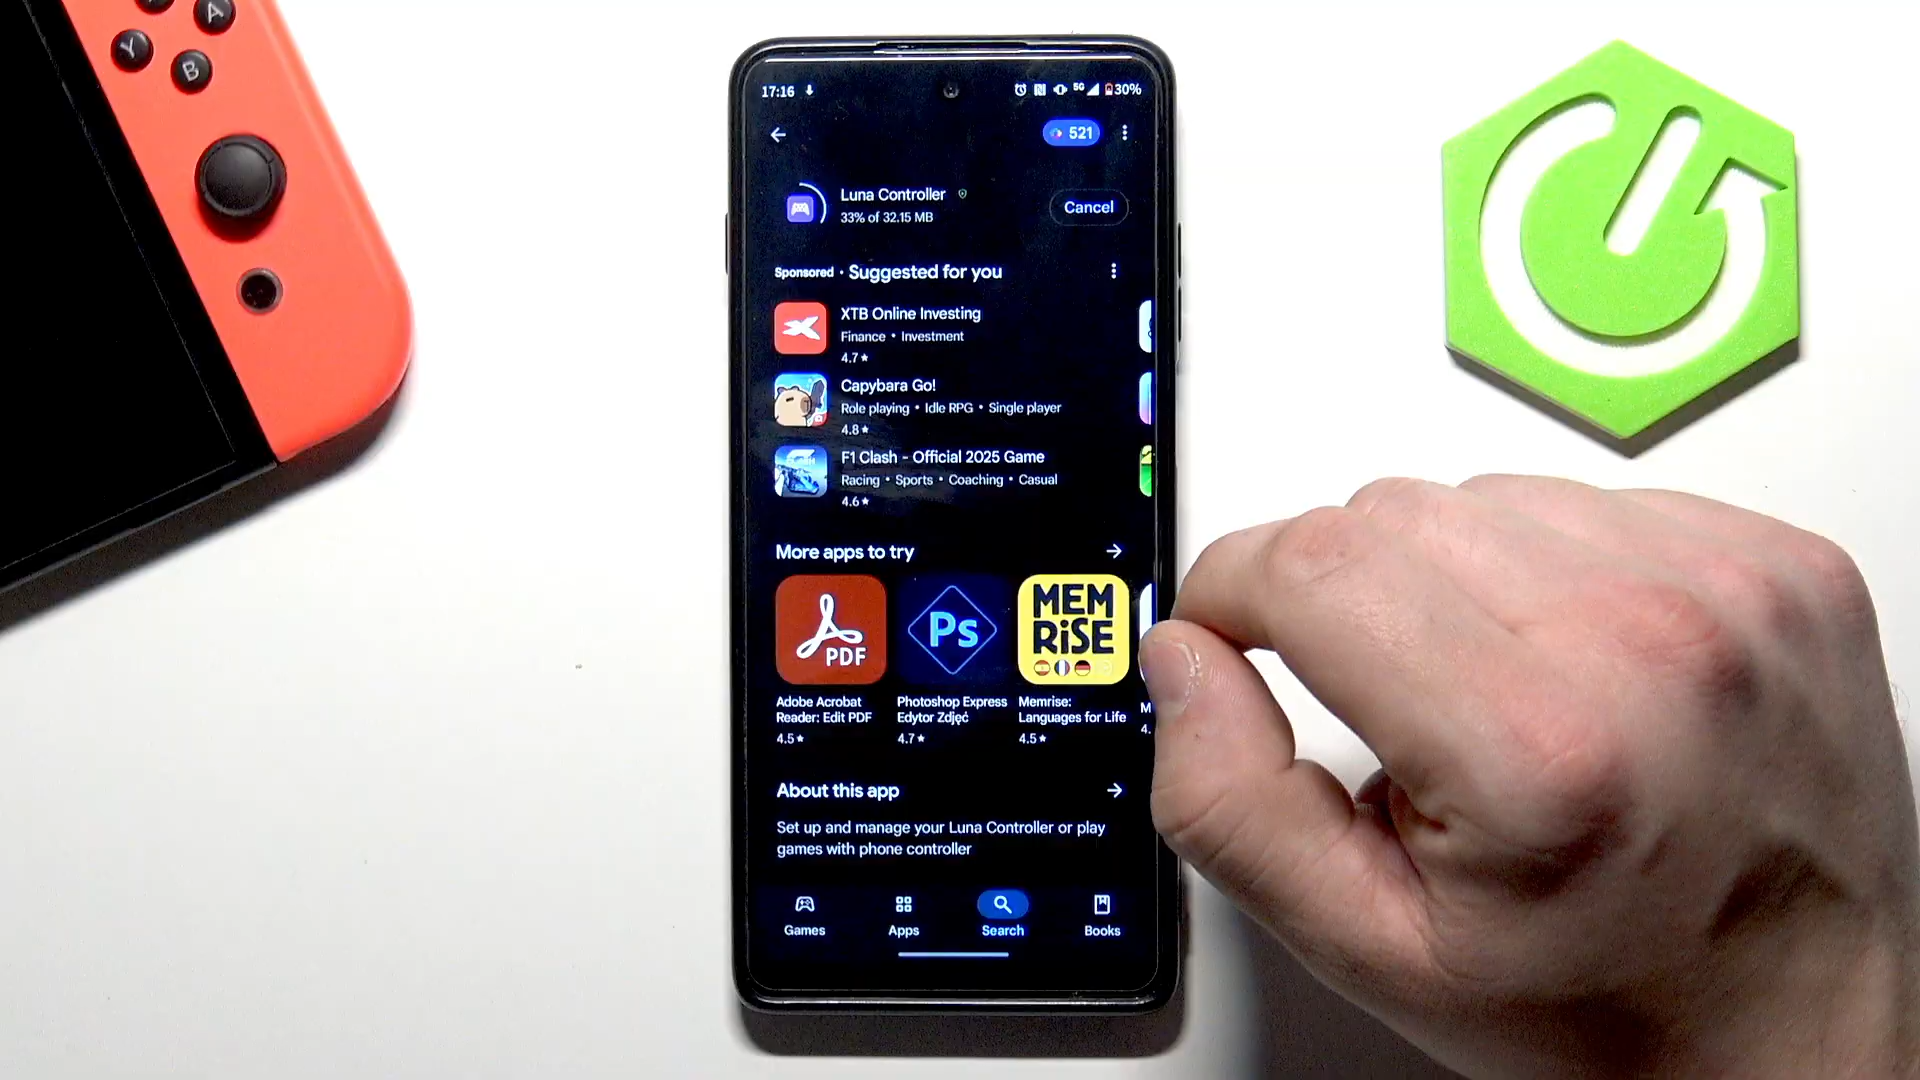 A
Y
B
17:16
5G
30%
521
Luna Controller
33% of 32.15 MB
Cancel
Sponsored • Suggested for you
XTB Online Investing
Finance • Investment
4.7★
Capybara Go!
Role playing • Idle RPG • Single player
4.8★
F1 Clash - Official 2025 Game
Racing • Sports • Coaching • Casual
4.6★
More apps to try
PDF
Ps
MEM
RiSE
Adobe Acrobat
Reader: Edit PDF
4.5★
Photoshop Express
Edytor Zdjęć
4.7★
Memrise:
Languages for Life
4.5★
M
4.
About this app
Set up and manage your Luna Controller or play
games with phone controller
Games
Apps
Search
Books